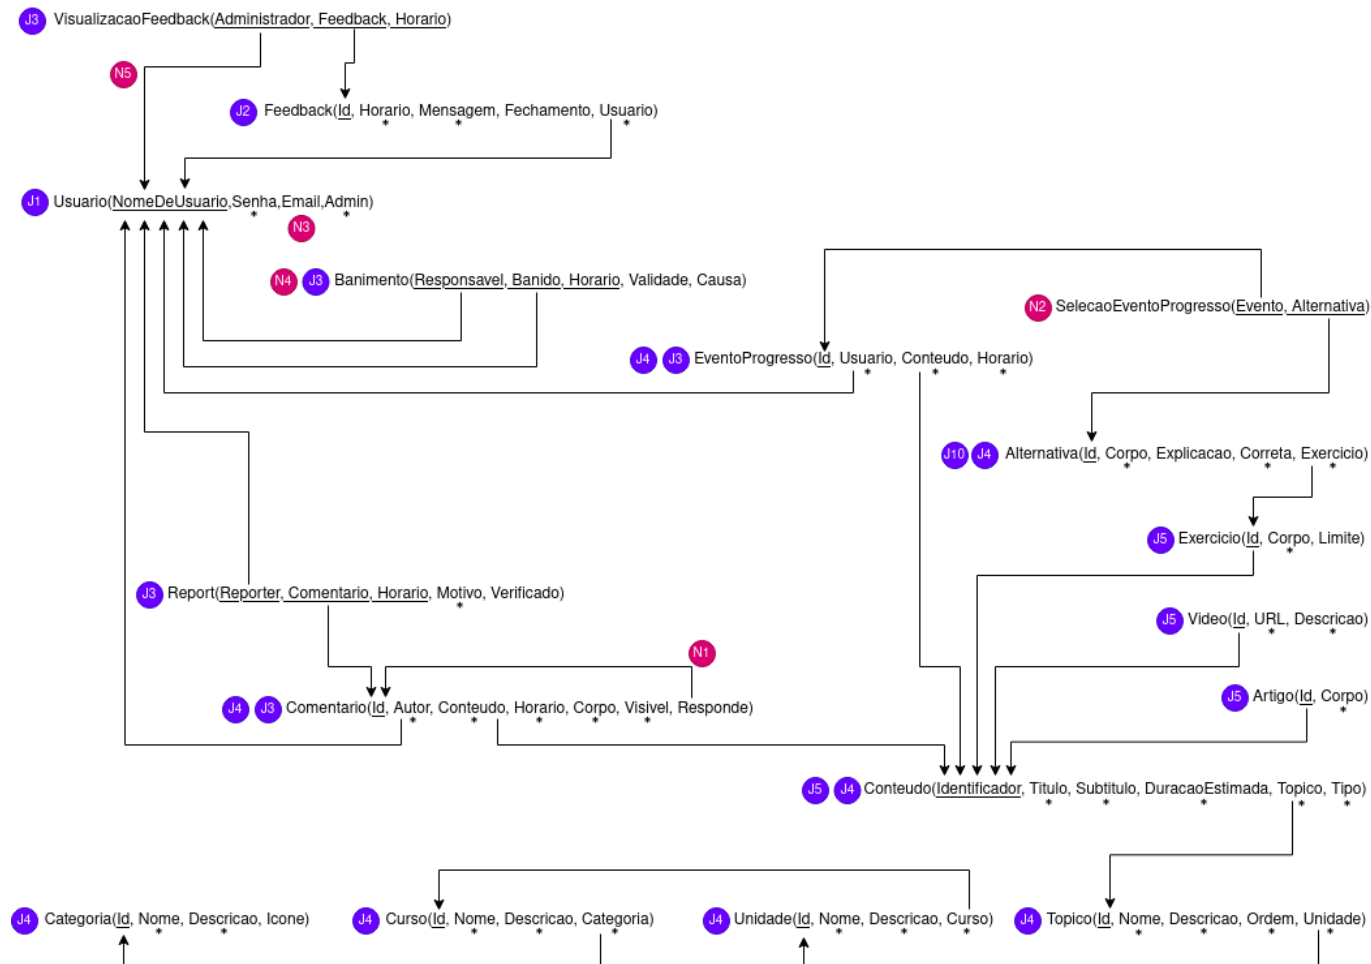 J3 VisualizacaoFeedback(Administrador, Feedback, Horario)
N5
J2 Feedback(Id, Horario, Mensagem, Fechamento, Usuario)
* * *
J1 Usuario(NomeDeUsuario,Senha,Email,Admin)
* *
N3
N4 J3 Banimento(Responsavel, Banido, Horario, Validade, Causa)
N2 SelecaoEventoProgresso(Evento, Alternativa)
J4 J3 EventoProgresso(Id, Usuario, Conteudo, Horario)
* * *
J10 J4 Alternativa(Id, Corpo, Explicacao, Correta, Exercicio)
* * *
J5 Exercicio(Id, Corpo, Limite)
*
J3 Report(Reporter, Comentario, Horario, Motivo, Verificado)
*
J5 Video(Id, URL, Descricao)
* *
N1
J4 J3 Comentario(Id, Autor, Conteudo, Horario, Corpo, Visivel, Responde)
* * * * *
J5 Artigo(Id, Corpo)
*
J5 J4 Conteudo(Identificador, Titulo, Subtitulo, DuracaoEstimada, Topico, Tipo)
* * * * *
J4 Categoria(Id, Nome, Descricao, Icone)
* *
J4 Curso(Id, Nome, Descricao, Categoria)
* * *
J4 Unidade(Id, Nome, Descricao, Curso)
* * *
J4 Topico(Id, Nome, Descricao, Ordem, Unidade)
* * * *